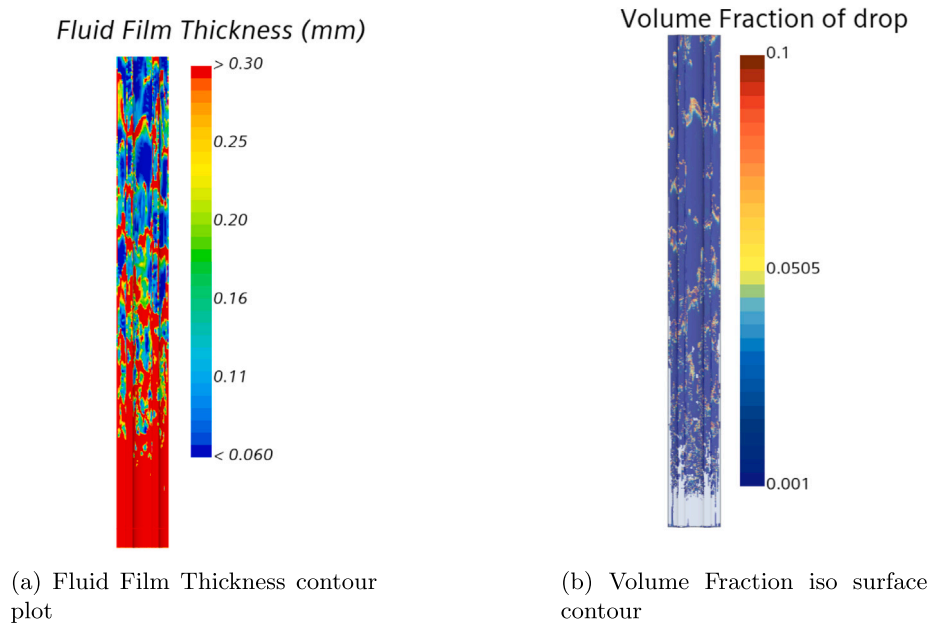 Fluid Film Thickness (mm)
> 0.30
0.25
0.20
0.16
0.11
< 0.060
(a) Fluid Film Thickness contour
plot
Volume Fraction of drop
0.1
0.0505
0.001
(b) Volume Fraction iso surface
contour